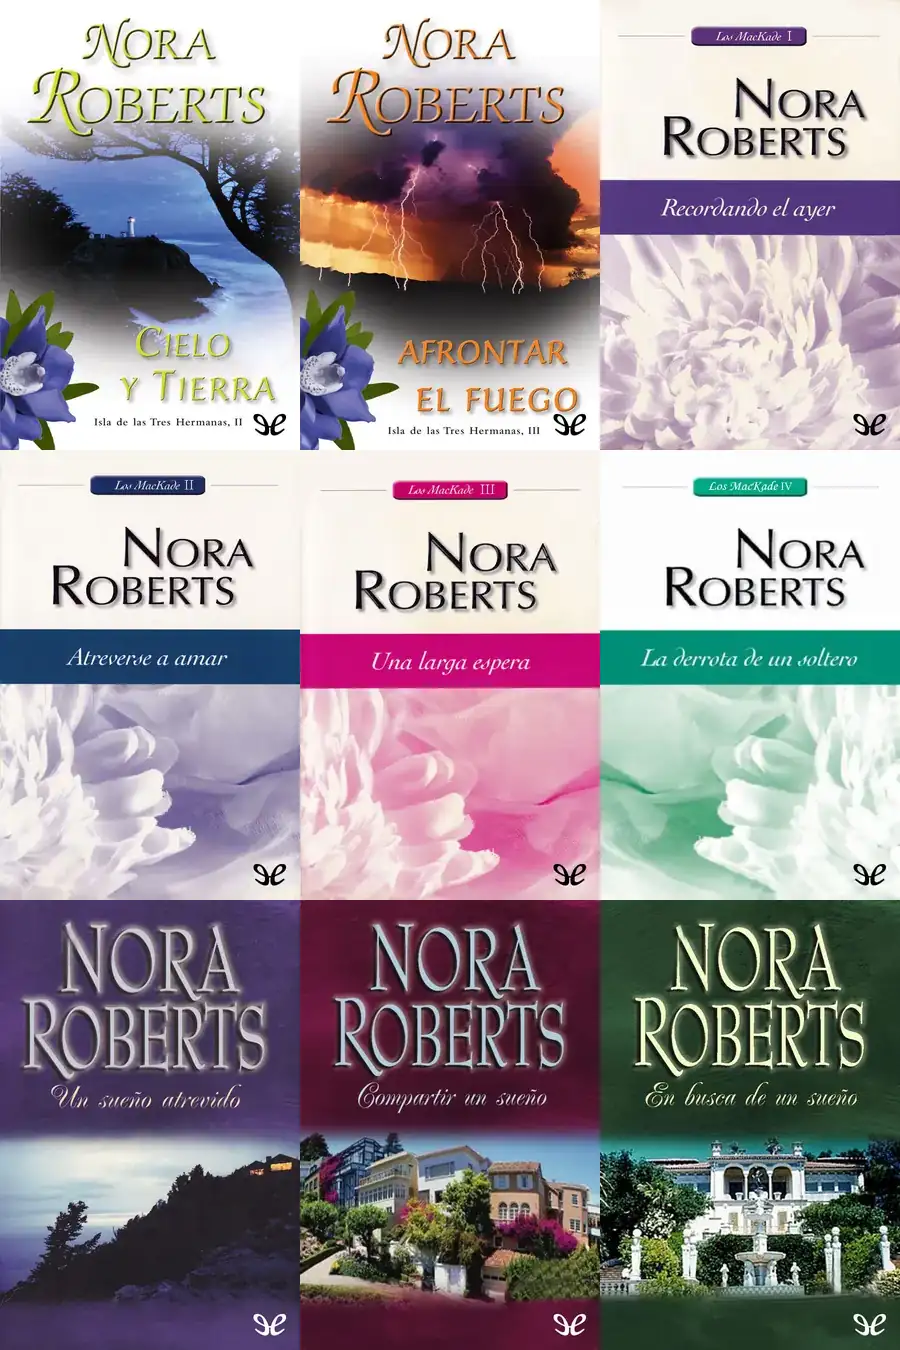 NORA
ROBERTS
CIELO
Y TIERRA
Isla de las Tres Hermanas, II
NORA
ROBERTS
AFRONTAR
EL FUEGO
Isla de las Tres Hermanas, III
Los MacKade I
NORA
ROBERTS
Recordando el ayer
Los MacKade II
NORA
ROBERTS
Atreverse a amar
Los MacKade III
NORA
ROBERTS
Una larga espera
Los MacKade IV
NORA
ROBERTS
La derrota de un soltero
NORA
ROBERTS
Un sueño atrevido
NORA
ROBERTS
Compartir un sueño
NORA
ROBERTS
En busca de un sueño